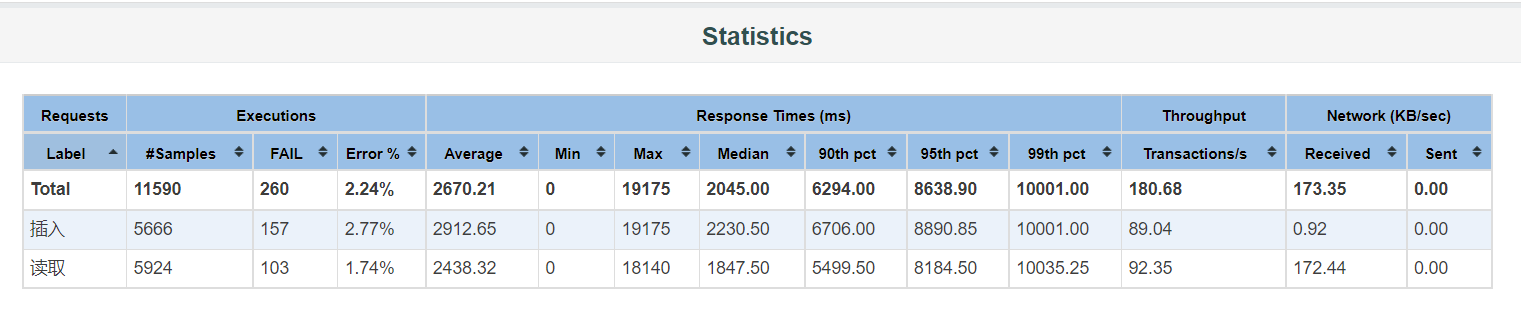 Statistics
Requests Executions Response Times (ms) Throughput Network (KB/sec)
Label #Samples FAIL Error % Average Min Max Median 90th pct 95th pct 99th pct Transactions/s Received Sent
Total 11590 260 2.24% 2670.21 0 19175 2045.00 6294.00 8638.90 10001.00 180.68 173.35 0.00
插入 5666 157 2.77% 2912.65 0 19175 2230.50 6706.00 8890.85 10001.00 89.04 0.92 0.00
读取 5924 103 1.74% 2438.32 0 18140 1847.50 5499.50 8184.50 10035.25 92.35 172.44 0.00